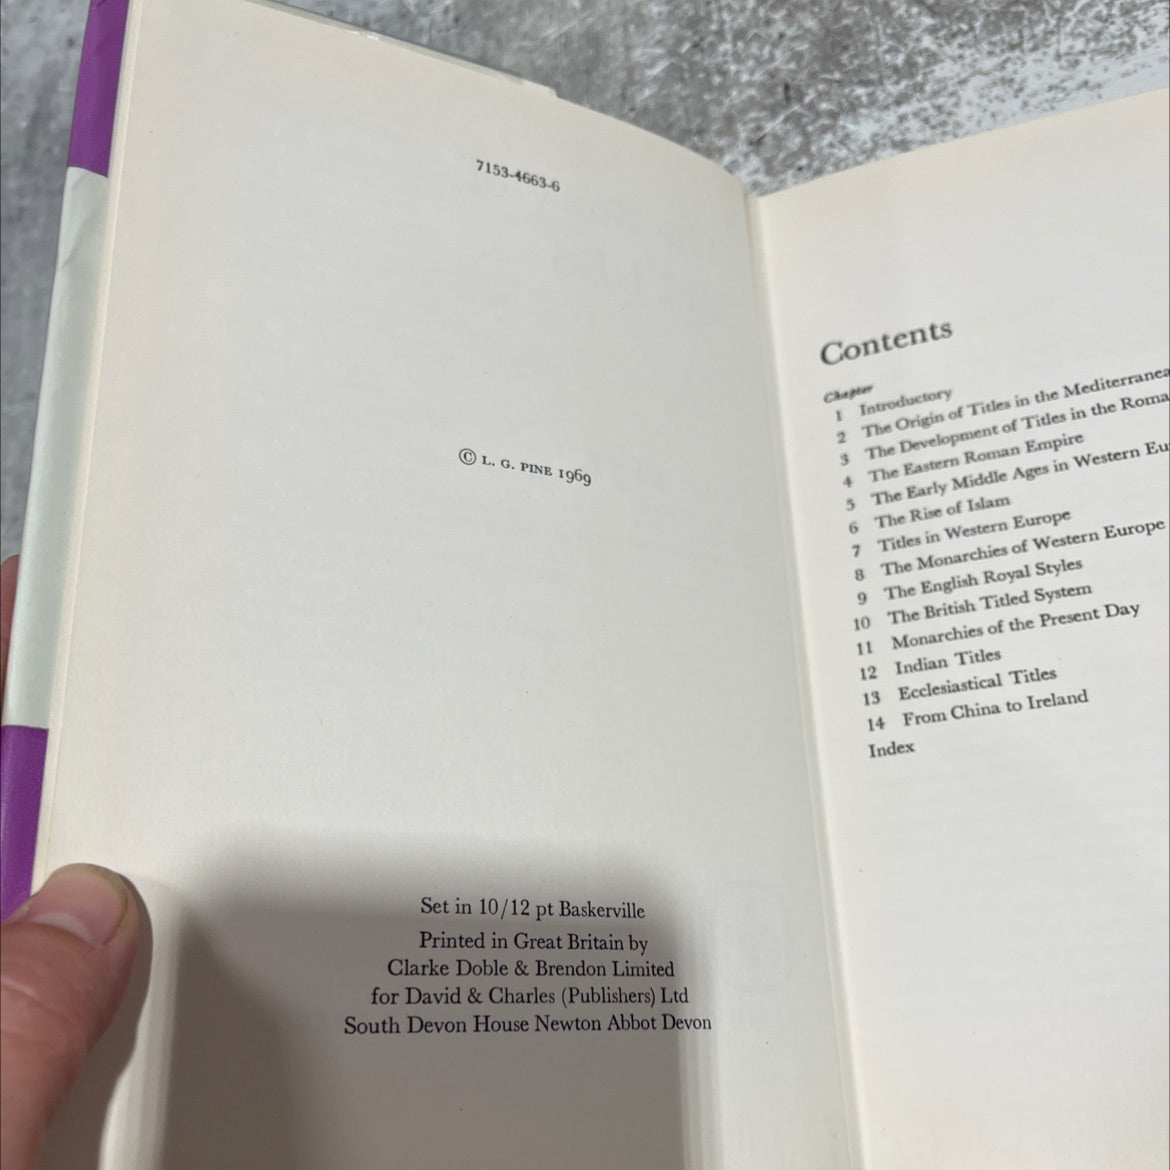 7153-4663-6
© L. G. PINE 1969
Set in 10/12 pt Baskerville
Printed in Great Britain by
Clarke Doble & Brendon Limited
for David & Charles (Publishers) Ltd
South Devon House Newton Abbot Devon
Contents
Chapter
1 Introductory
2 The Origin of Titles in the Mediterranea
3 The Development of Titles in the Roma
4 The Eastern Roman Empire
5 The Early Middle Ages in Western Eu
6 The Rise of Islam
7 Titles in Western Europe
8 The Monarchies of Western Europe
9 The English Royal Styles
10 The British Titled System
11 Monarchies of the Present Day
12 Indian Titles
13 Ecclesiastical Titles
14 From China to Ireland
Index